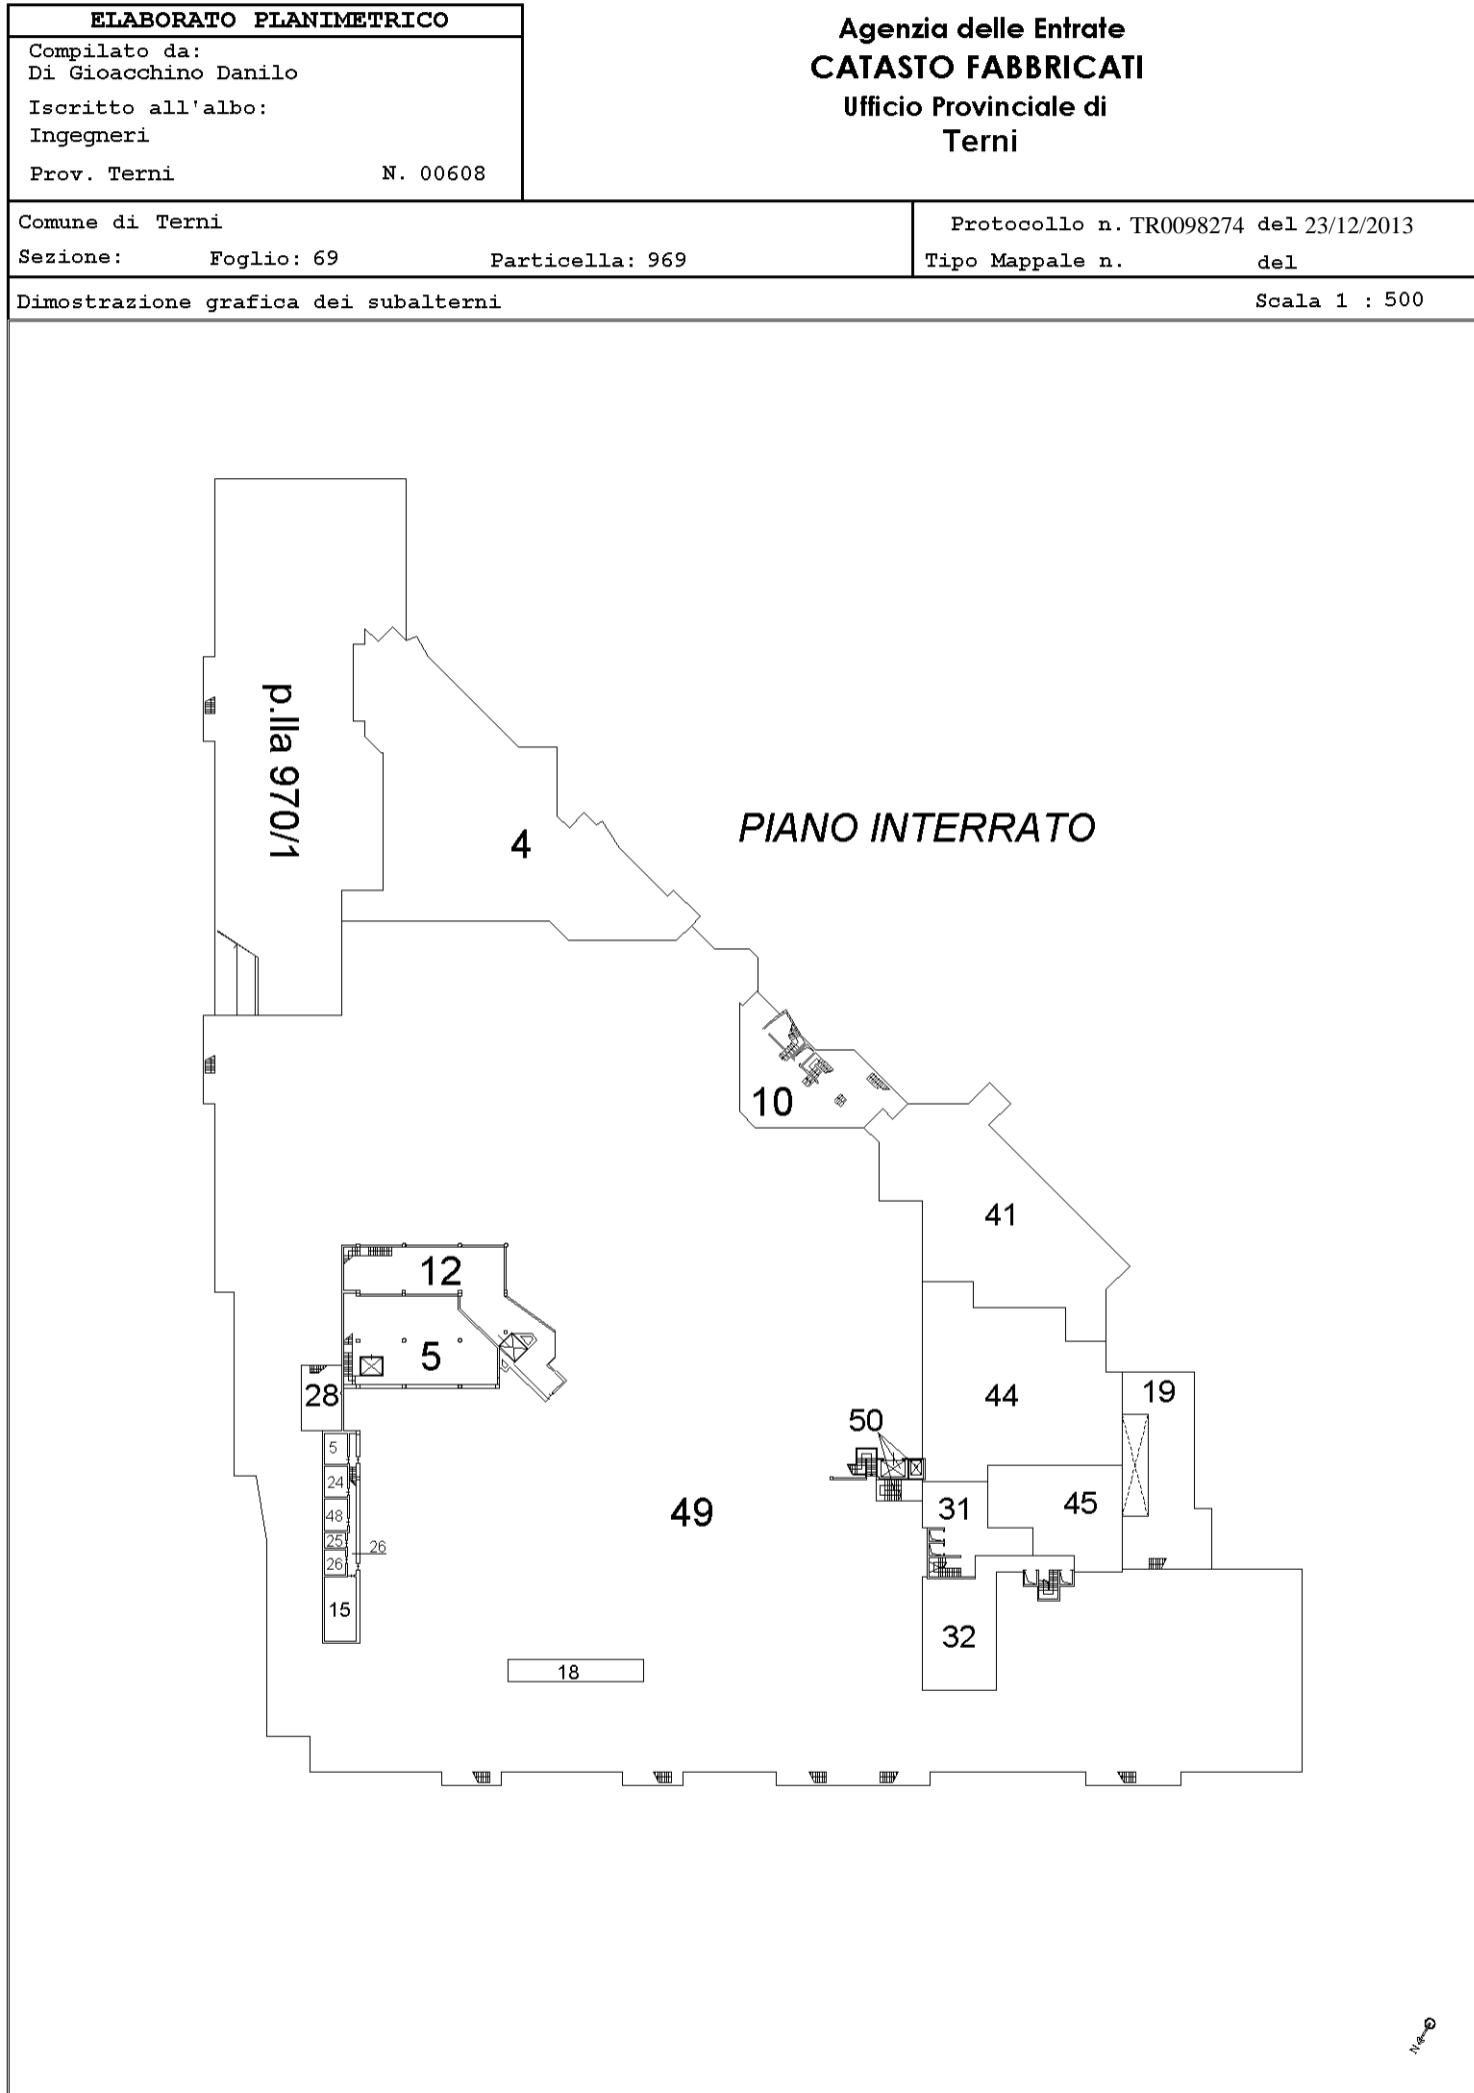 ELABORATO PLANIMETRICO
Compilato da:
Di Gioacchino Danilo
Iscritto all'albo:
Ingegneri
Prov. Terni N. 00608
Agenzia delle Entrate
CATASTO FABBRICATI
Ufficio Provinciale di
Terni
Comune di Terni
Sezione: Foglio: 69 Particella: 969
Protocollo n. TR0098274 del 23/12/2013
Tipo Mappale n. del
Dimostrazione grafica dei subalterni Scala 1 : 500
p.lla 970/1
4
PIANO INTERRATO
10
41
12
5
28
44
19
50
5
24
48
25
26
26
49
31
45
15
32
18
N